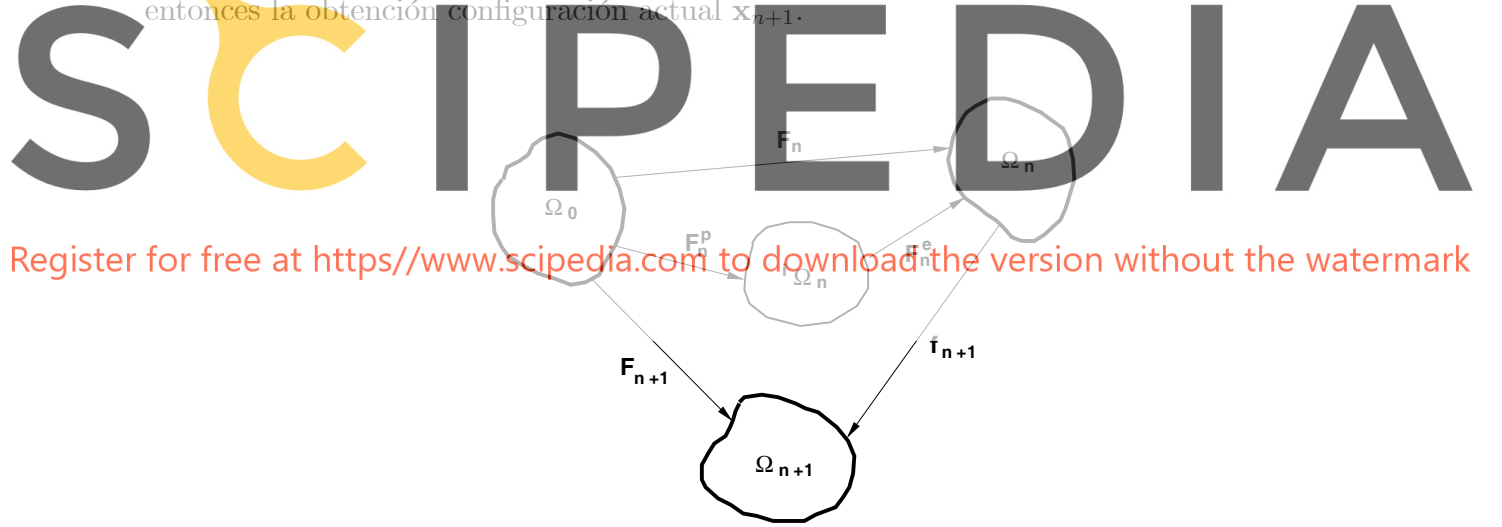 entonces la obtención configuración actual x_{n+1}.
SCIPEDIA
F_n
Ω_n
Ω_0
F_n^p
F_n^e
Register for free at https//www.scipedia.com to download the version without the watermark
^iΩ_n
f_{n+1}
F_{n+1}
Ω_{n+1}